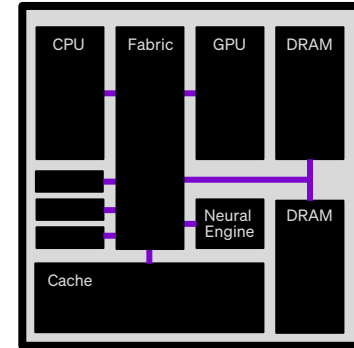 CPU
Fabric
GPU
DRAM
Neural
Engine
DRAM
Cache